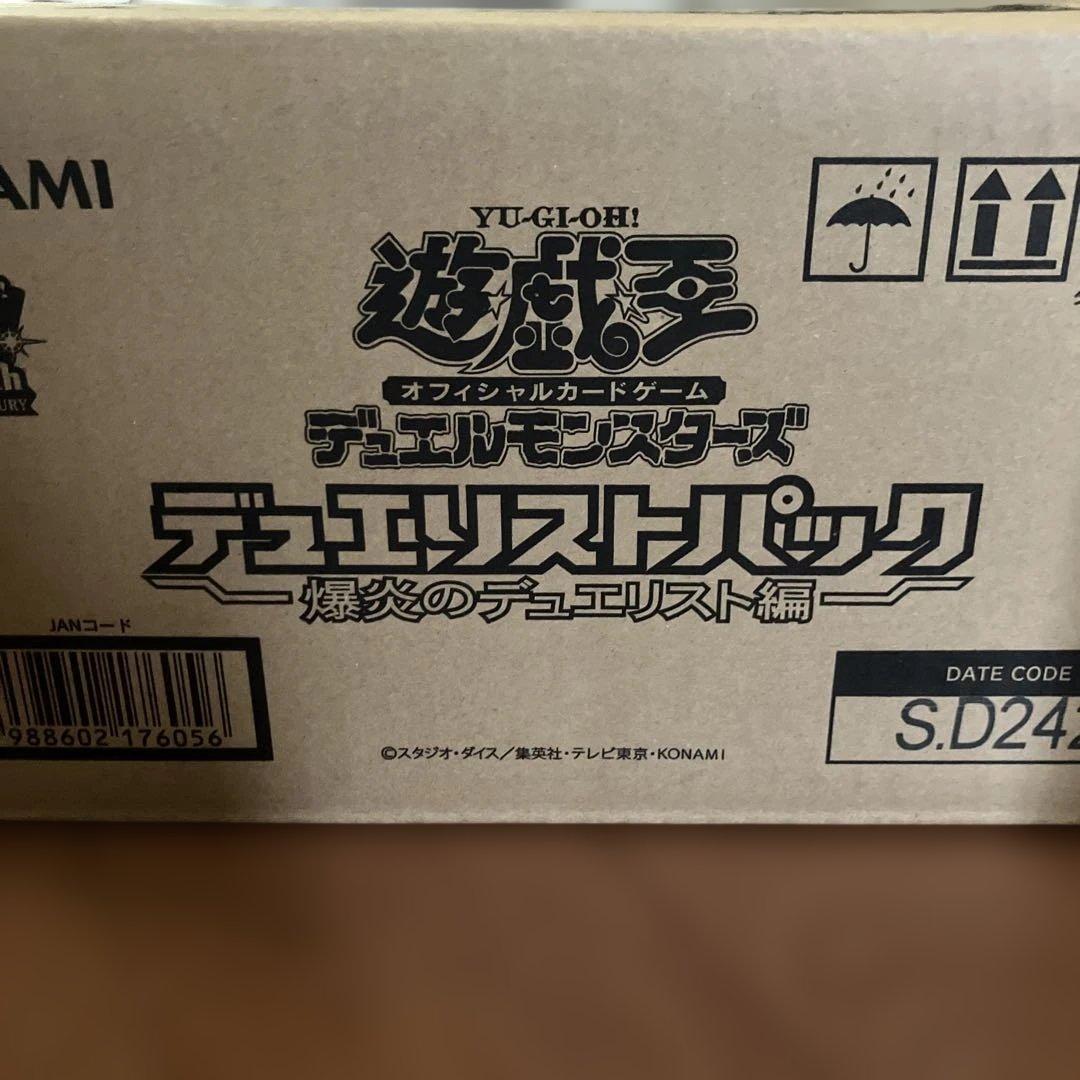 AMI
YU-GI-OH!
遊戯王
オフィシャルカードゲーム
デュエルモンスターズ
デュエリストパック
爆炎のデュエリスト編
th
URY
JANコード
988602 176056
DATE CODE
S.D242
©スタジオ・ダイス/集英社・テレビ東京・KONAMI